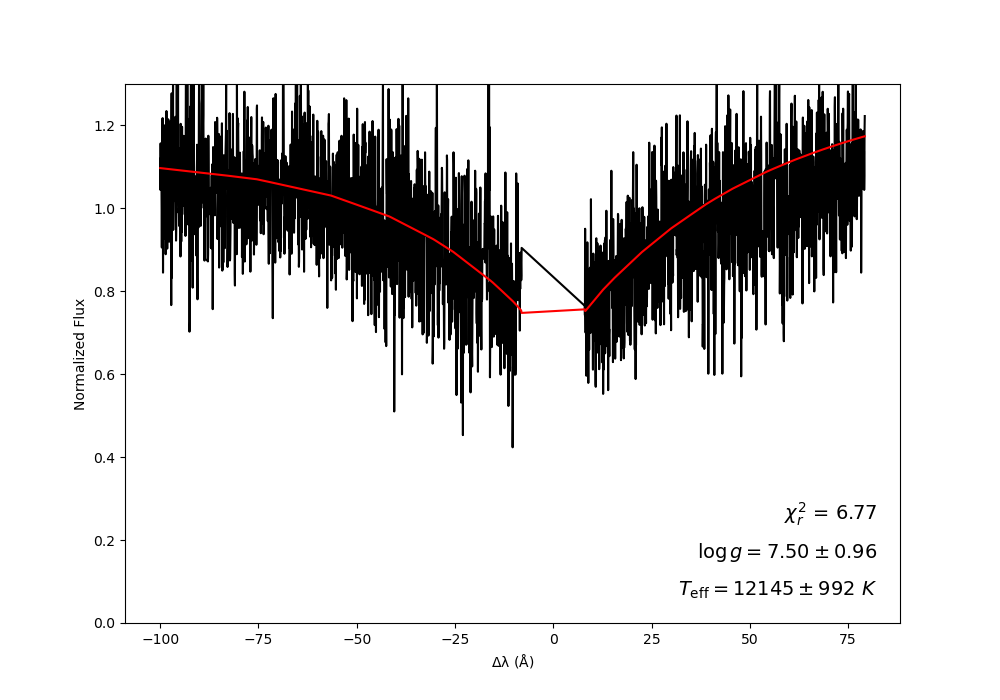 1.2
1.0
0.8
0.6
0.4
0.2
0.0
Normalized Flux
χ²ᵣ = 6.77
log g = 7.50 ± 0.96
T_eff = 12145 ± 992 K
−100 −75 −50 −25 0 25 50 75
Δλ (Å)